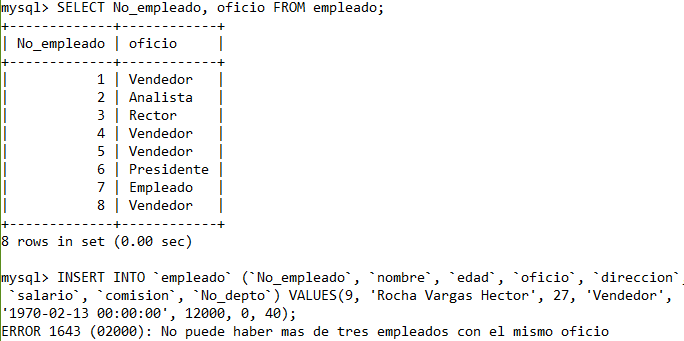 mysql> SELECT No_empleado, oficio FROM empleado;
+-------------+------------+
| No_empleado | oficio     |
+-------------+------------+
|           1 | Vendedor   |
|           2 | Analista   |
|           3 | Rector     |
|           4 | Vendedor   |
|           5 | Vendedor   |
|           6 | Presidente |
|           7 | Empleado   |
|           8 | Vendedor   |
+-------------+------------+
8 rows in set (0.00 sec)
mysql> INSERT INTO `empleado` (`No_empleado`, `nombre`, `edad`, `oficio`, `direccion`,
`salario`, `comision`, `No_depto`) VALUES(9, 'Rocha Vargas Hector', 27, 'Vendedor',
'1970-02-13 00:00:00', 12000, 0, 40);
ERROR 1643 (02000): No puede haber mas de tres empleados con el mismo oficio